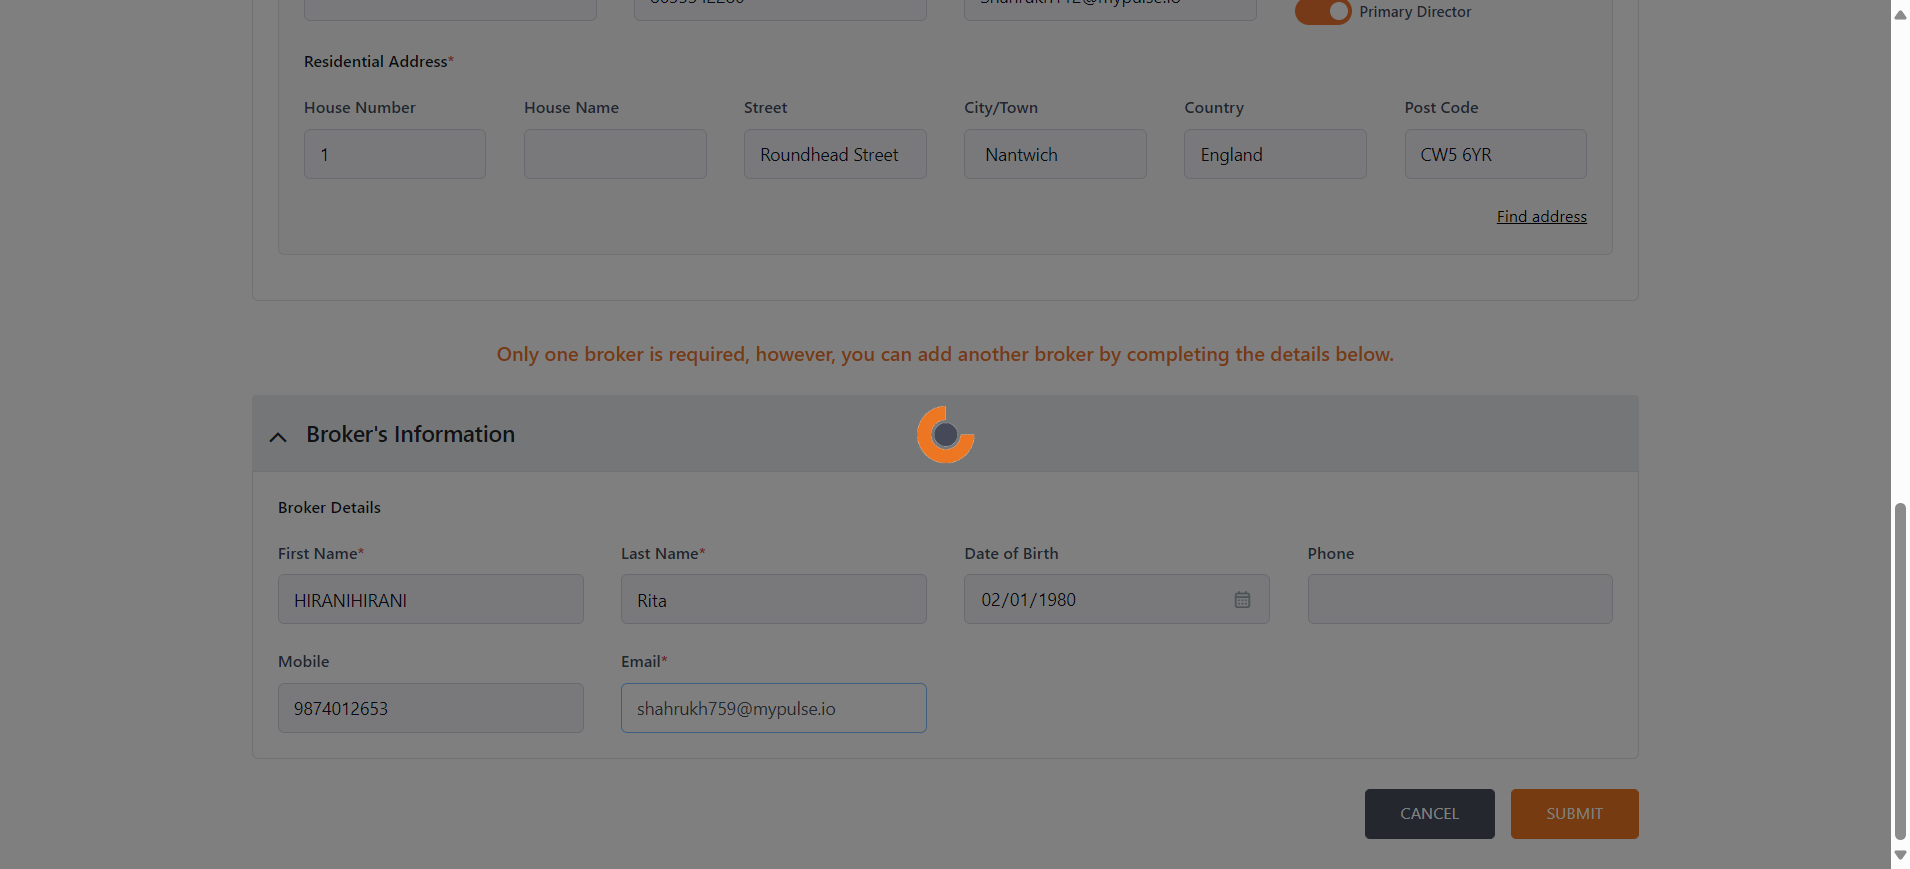 Primary Director
Residential Address*
House Number House Name Street City/Town Country Post Code
1 Roundhead Street Nantwich England CW5 6YR
Find address
Only one broker is required, however, you can add another broker by completing the details below.
Broker's Information
Broker Details
First Name* Last Name* Date of Birth Phone
HIRANIHIRANI Rita 02/01/1980
Mobile Email*
9874012653 shahrukh759@mypulse.io
CANCEL SUBMIT